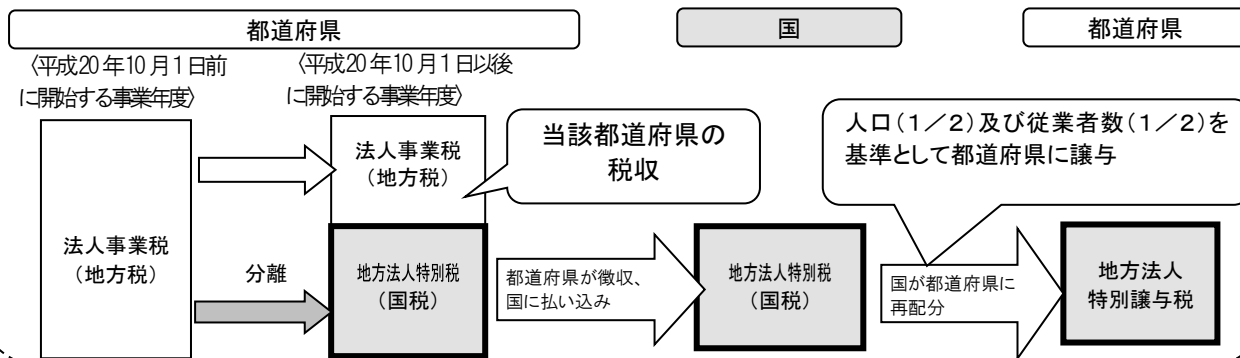 都道府県
国
都道府県
〈平成20年10月1日前
に開始する事業年度〉
〈平成20年10月1日以後
に開始する事業年度〉
法人事業税
（地方税）
法人事業税
（地方税）
当該都道府県の
税収
人口（１／２）及び従業者数（１／２）を
基準として都道府県に譲与
分離
地方法人特別税
（国税）
都道府県が徴収、
国に払い込み
地方法人特別税
（国税）
国が都道府県に
再配分
地方法人
特別譲与税